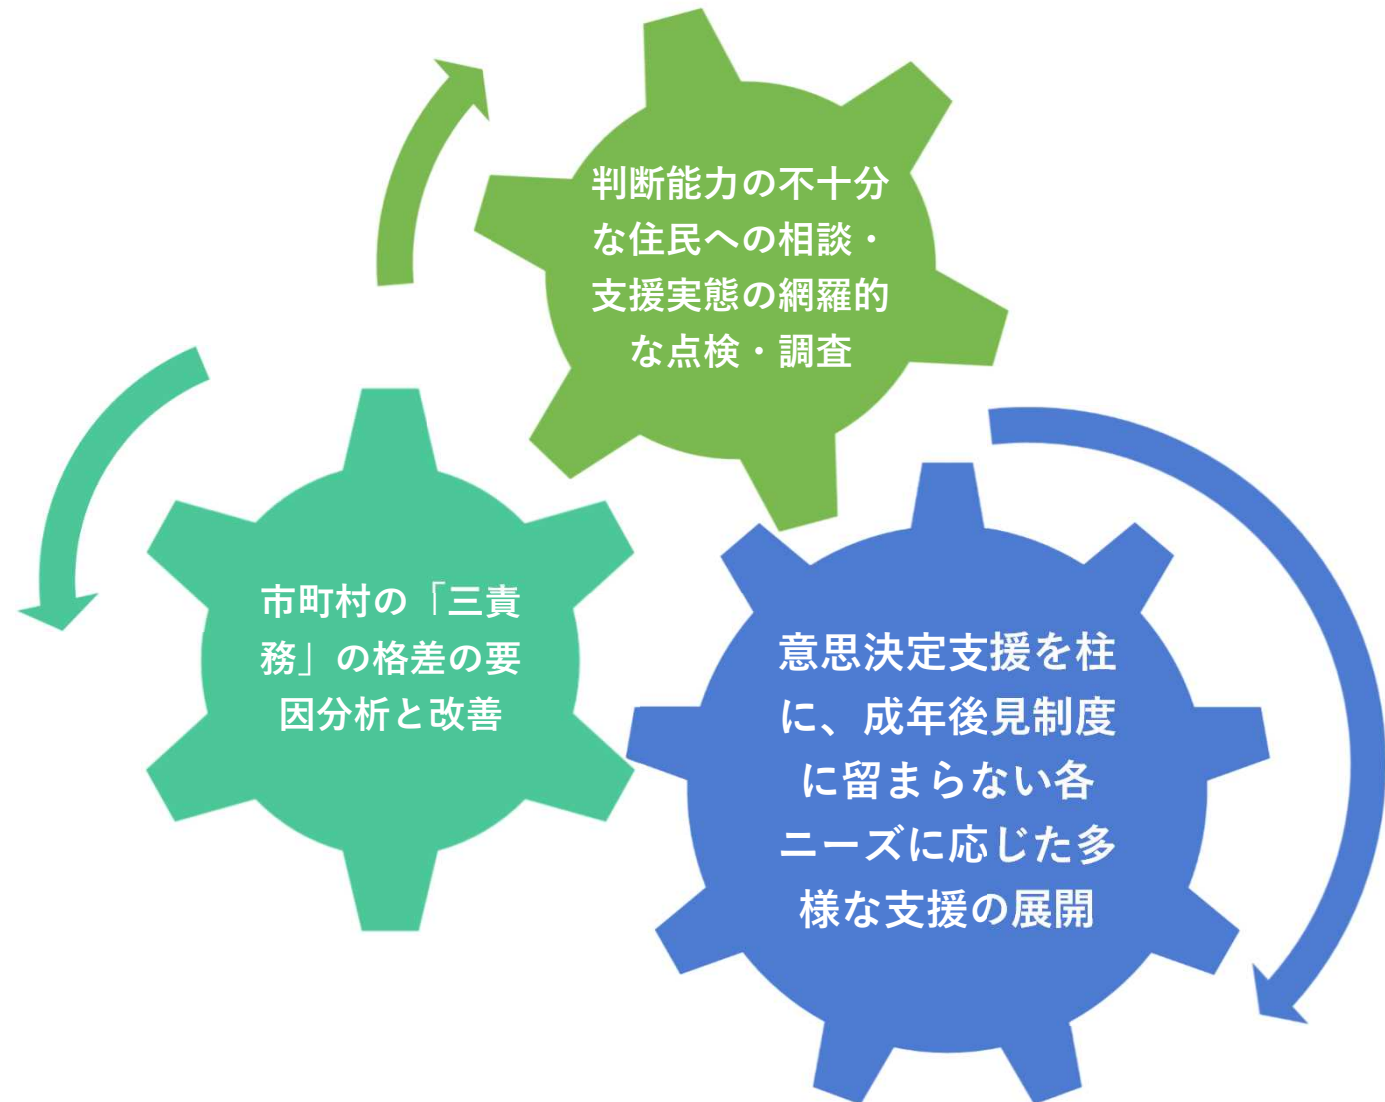 判断能力の不十分
な住民への相談・
支援実態の網羅的
な点検・調査
市町村の「三責
務」の格差の要
因分析と改善
意思決定支援を柱
に、成年後見制度
に留まらない各
ニーズに応じた多
様な支援の展開